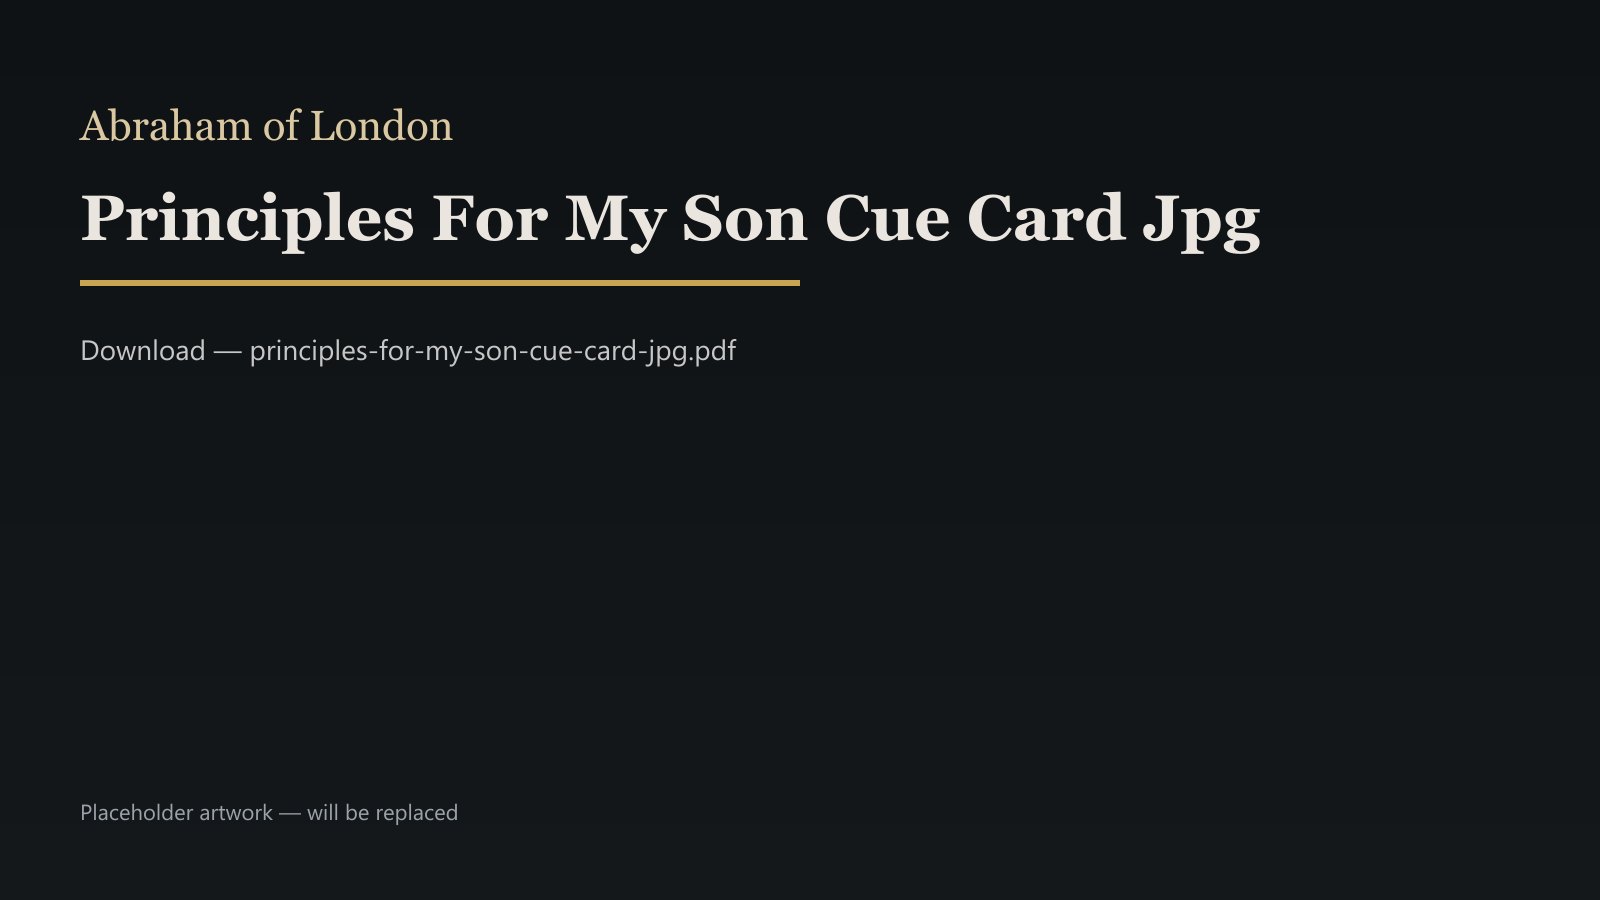 Abraham of London
Principles For My Son Cue Card Jpg
Download — principles-for-my-son-cue-card-jpg.pdf
Placeholder artwork — will be replaced